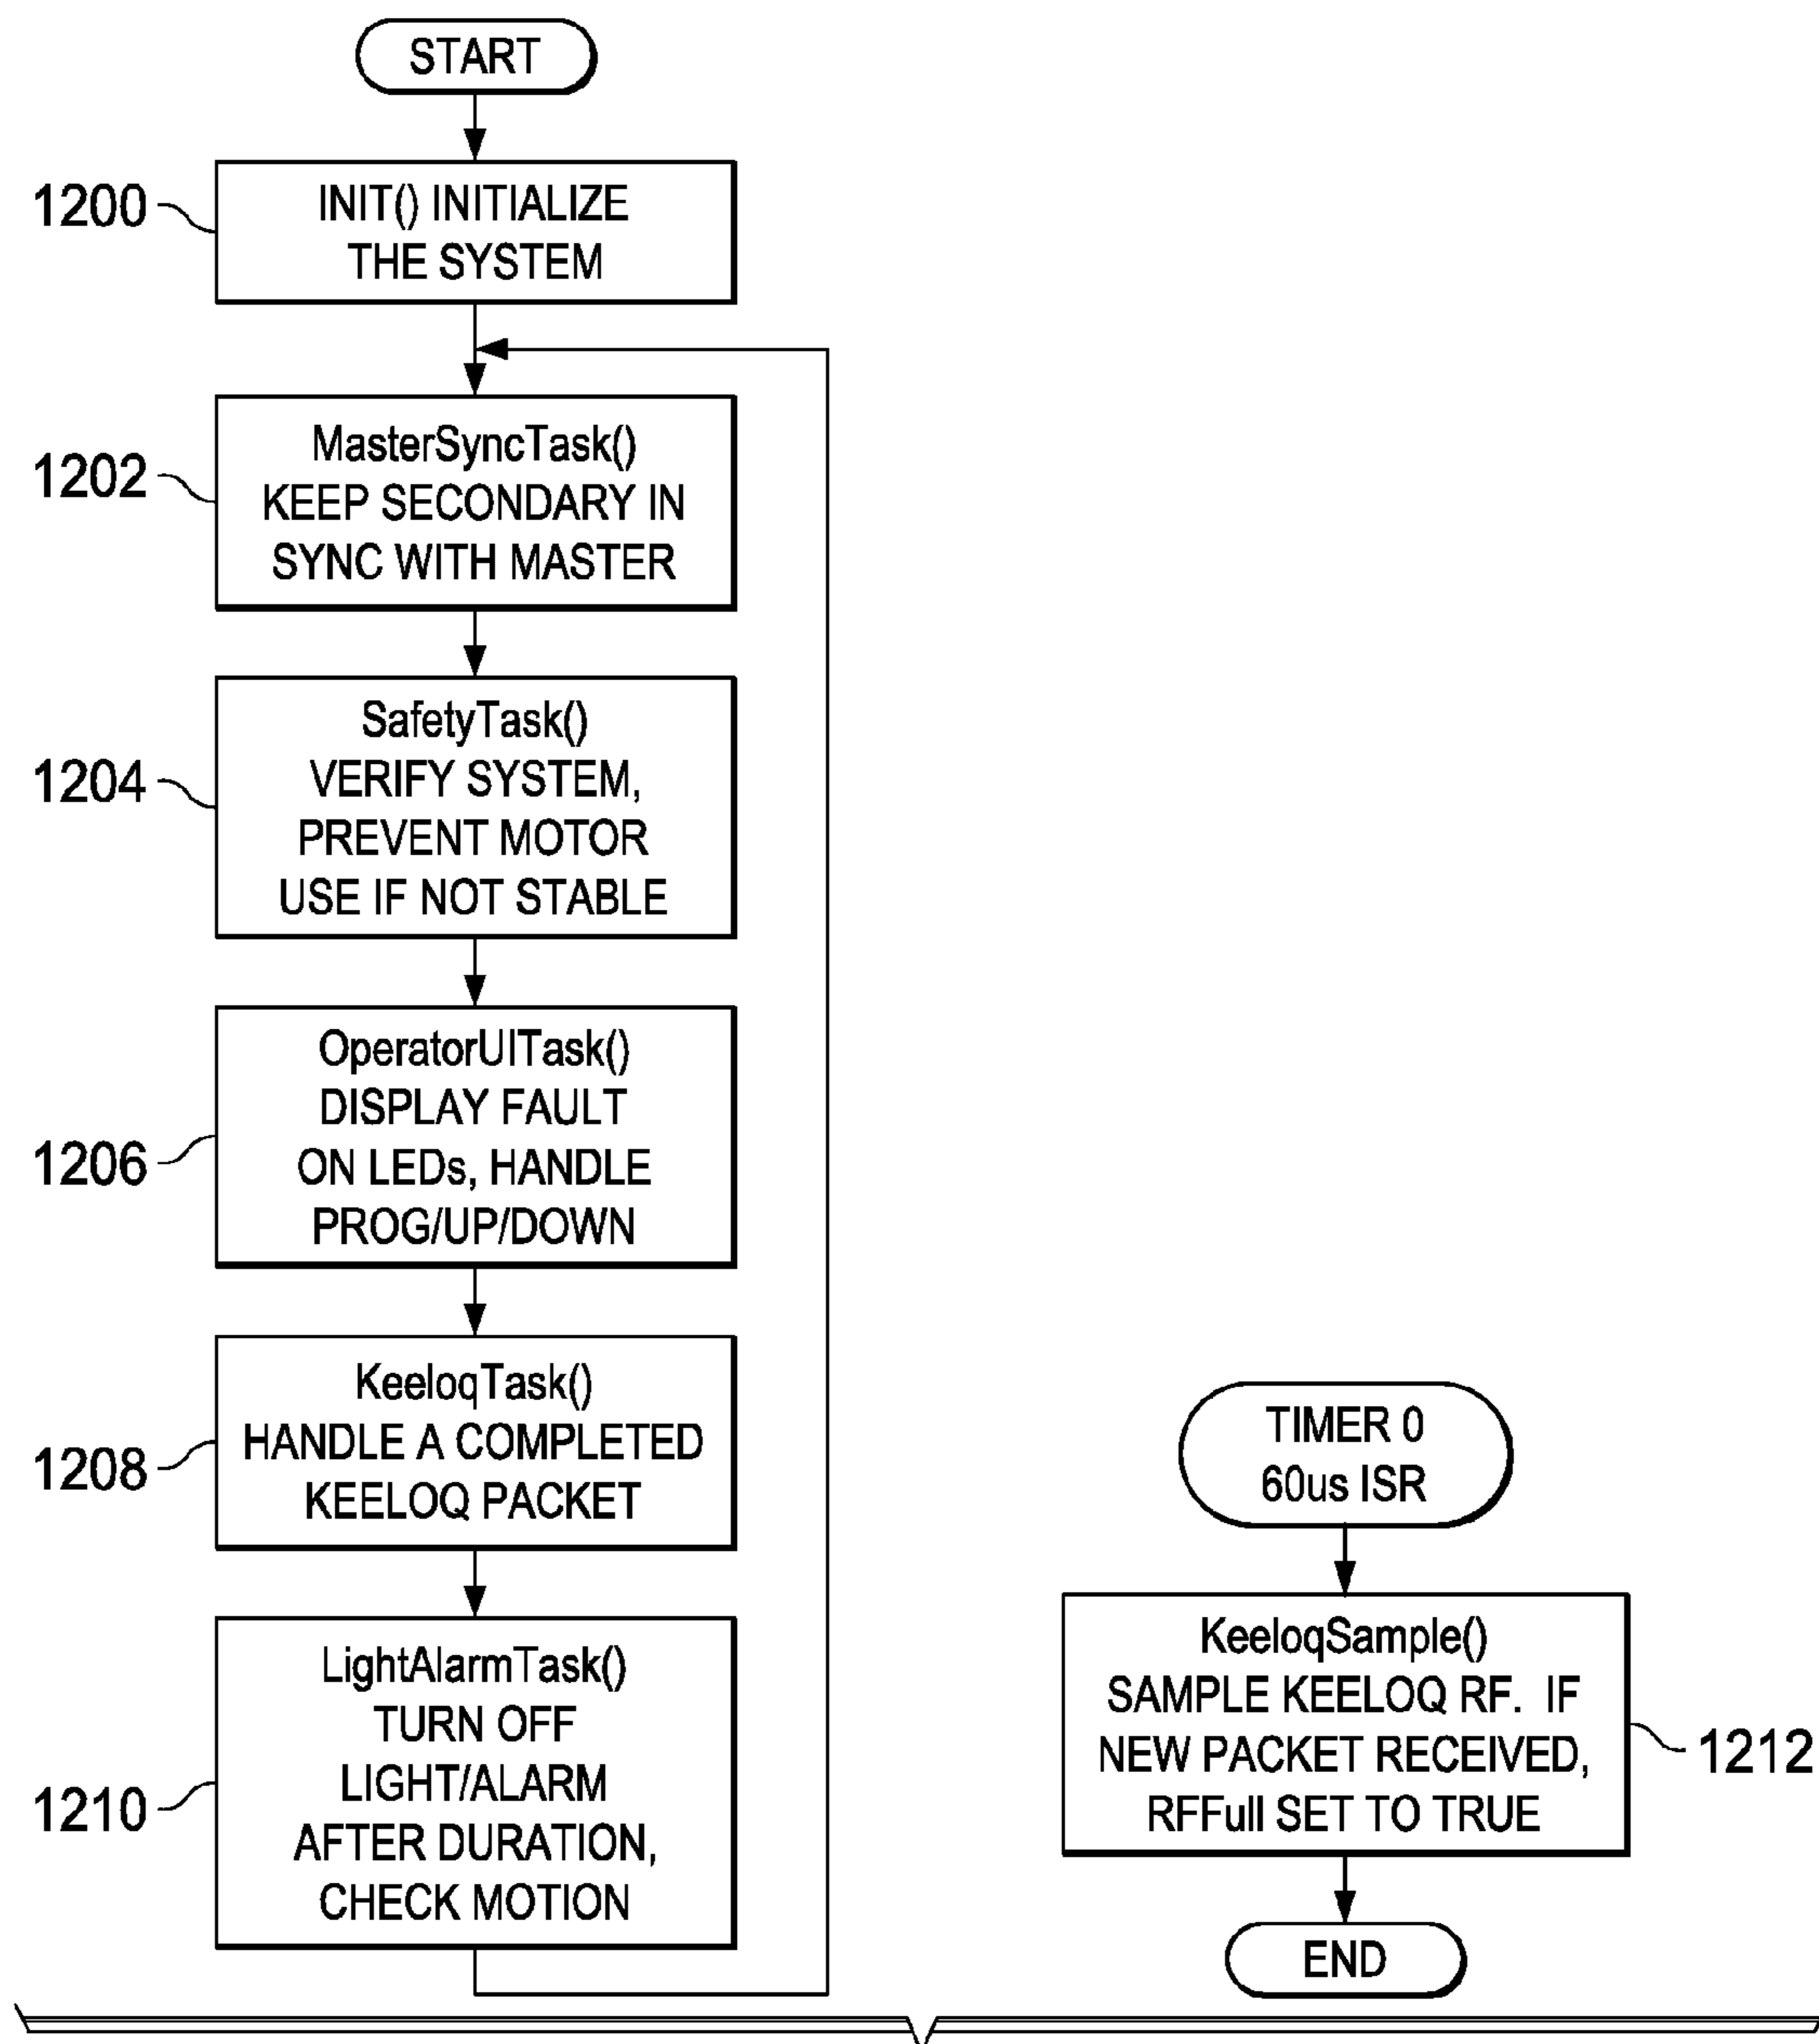 START
1200
INIT() INITIALIZE
THE SYSTEM
1202
MasterSyncTask()
KEEP SECONDARY IN
SYNC WITH MASTER
1204
SafetyTask()
VERIFY SYSTEM,
PREVENT MOTOR
USE IF NOT STABLE
1206
OperatorUITask()
DISPLAY FAULT
ON LEDs, HANDLE
PROG/UP/DOWN
1208
KeeloqTask()
HANDLE A COMPLETED
KEELOQ PACKET
1210
LightAlarmTask()
TURN OFF
LIGHT/ALARM
AFTER DURATION,
CHECK MOTION
TIMER 0
60us ISR
KeeloqSample()
SAMPLE KEELOQ RF. IF
NEW PACKET RECEIVED,
RFFull SET TO TRUE
1212
END